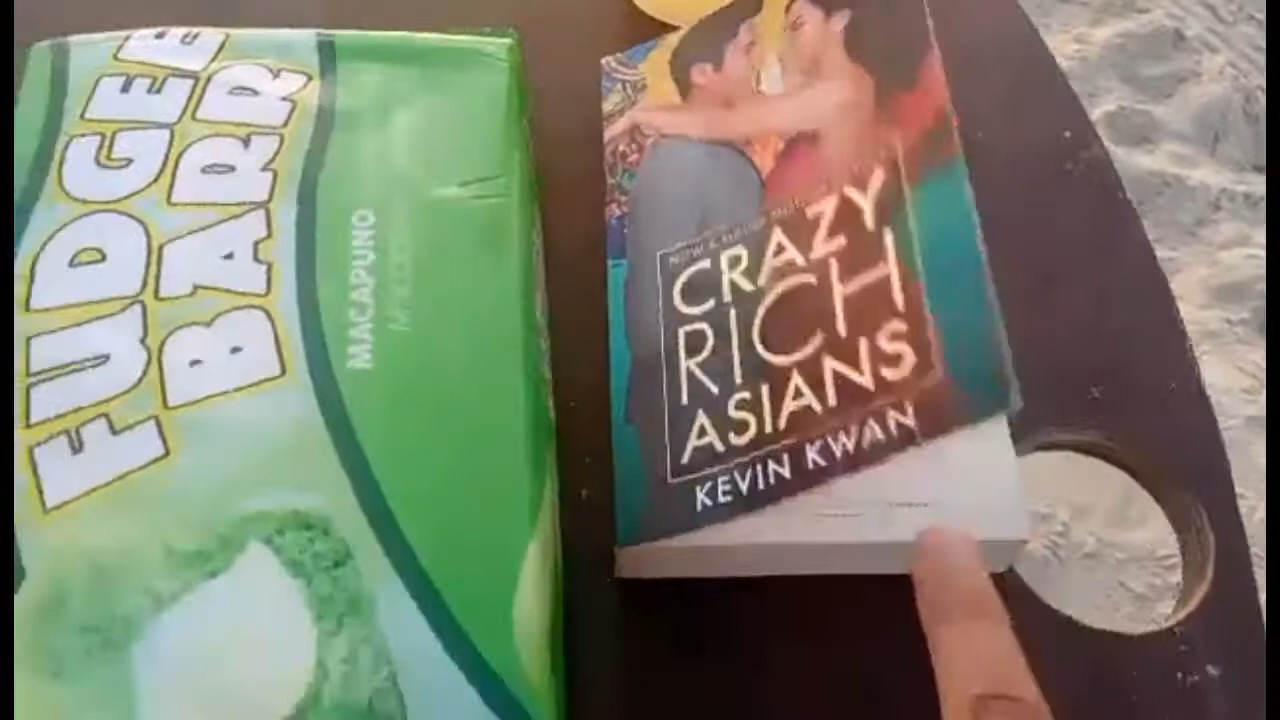 FUDGEE
BARR
MACAPUNO
CRAZY
RICH
ASIANS
KEVIN KWAN